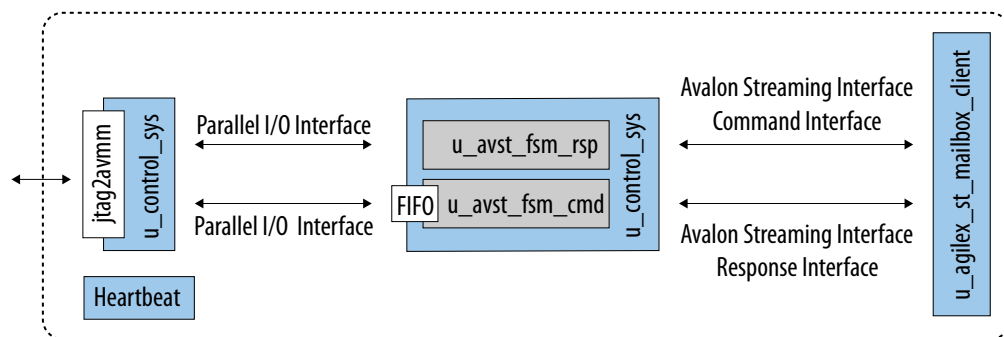 jtag2avmm
u_control_sys
Heartbeat
Parallel I/O Interface
Parallel I/O Interface
u_avst_fsm_rsp
FIFO
u_avst_fsm_cmd
u_control_sys
Avalon Streaming Interface
Command Interface
Avalon Streaming Interface
Response Interface
u_agilex_st_mailbox_client